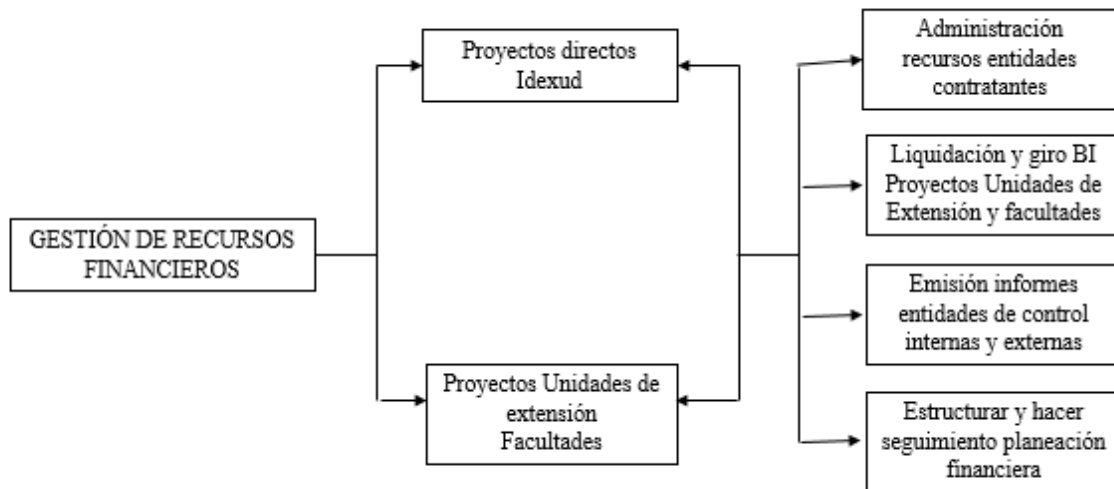 GESTIÓN DE RECURSOS
FINANCIEROS
Proyectos directos
Idexud
Proyectos Unidades de
extensión
Facultades
Administración
recursos entidades
contratantes
Liquidación y giro BI
Proyectos Unidades de
Extensión y facultades
Emisión informes
entidades de control
internas y externas
Estructurar y hacer
seguimiento planeación
financiera